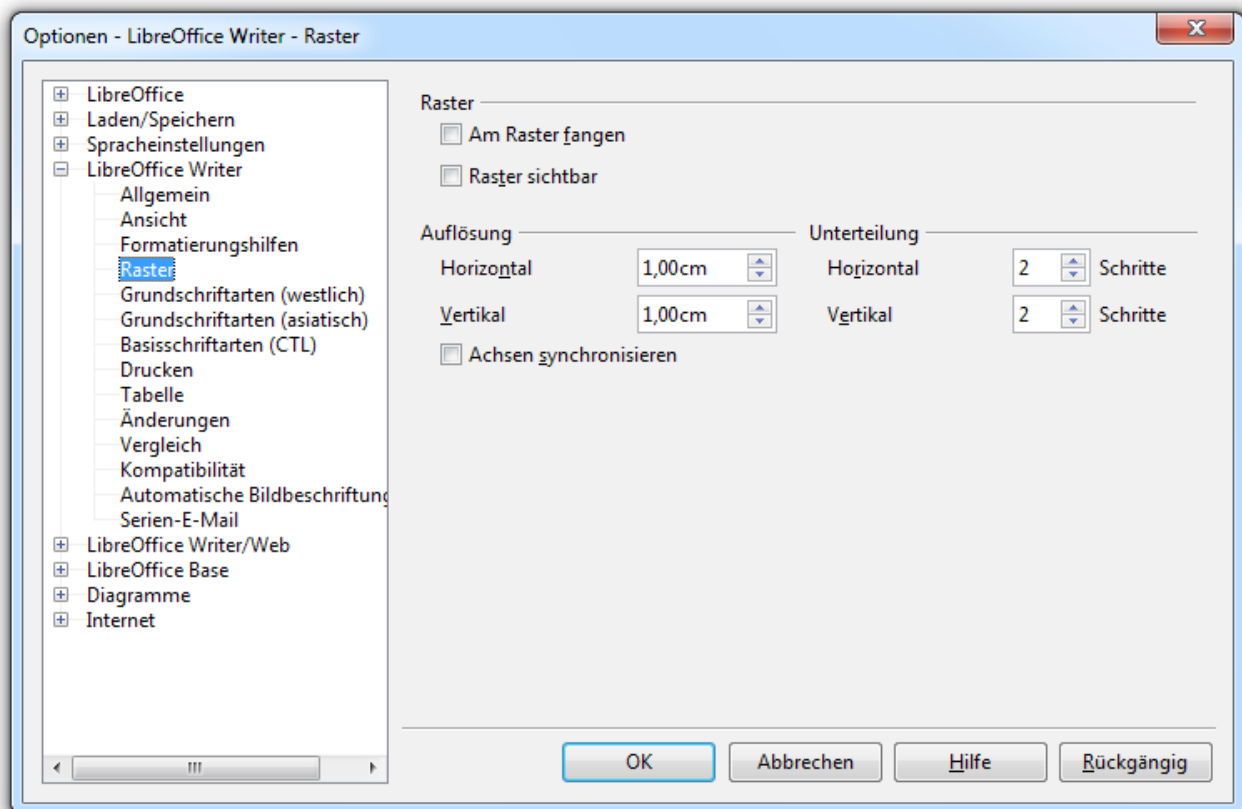 Optionen - LibreOffice Writer - Raster
LibreOffice
Laden/Speichern
Spracheinstellungen
LibreOffice Writer
Allgemein
Ansicht
Formatierungshilfen
Raster
Grundschriftarten (westlich)
Grundschriftarten (asiatisch)
Basisschriftarten (CTL)
Drucken
Tabelle
Änderungen
Vergleich
Kompatibilität
Automatische Bildbeschriftung
Serien-E-Mail
LibreOffice Writer/Web
LibreOffice Base
Diagramme
Internet
Raster
Am Raster fangen
Raster sichtbar
Auflösung Unterteilung
Horizontal 1,00cm Horizontal 2 Schritte
Vertikal 1,00cm Vertikal 2 Schritte
Achsen synchronisieren
OK Abbrechen Hilfe Rückgängig